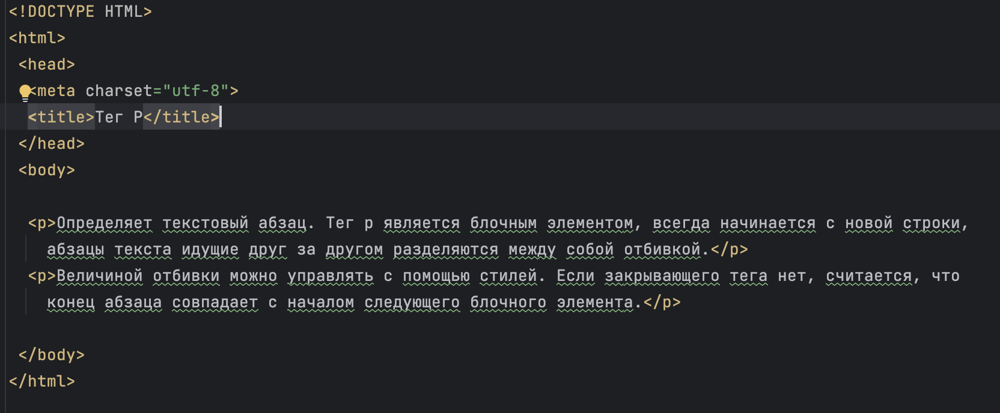 <!DOCTYPE HTML>
<html>
<head>
<meta charset="utf-8">
<title>Тег P</title>
</head>
<body>
<p>Определяет текстовый абзац. Тег p является блочным элементом, всегда начинается с новой строки,
абзацы текста идущие друг за другом разделяются между собой отбивкой.</p>
<p>Величиной отбивки можно управлять с помощью стилей. Если закрывающего тега нет, считается, что
конец абзаца совпадает с началом следующего блочного элемента.</p>
</body>
</html>